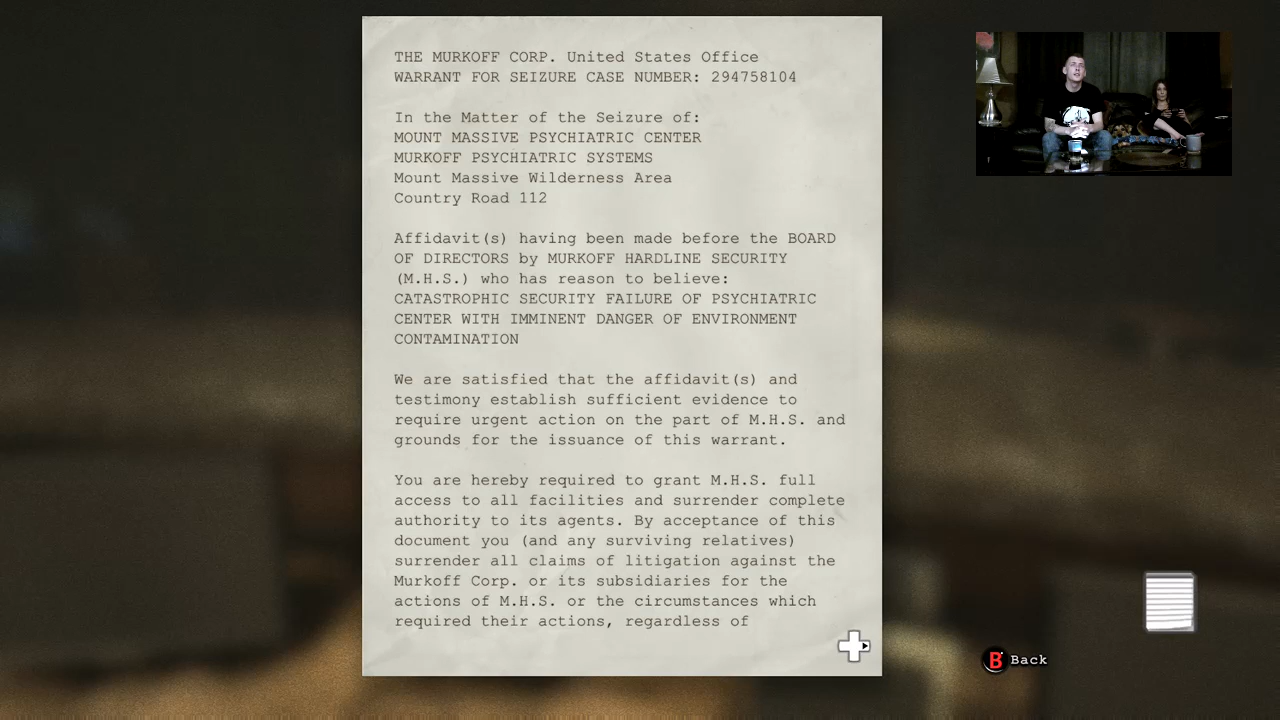 THE MURKOFF CORP. United States Office
WARRANT FOR SEIZURE CASE NUMBER: 294758104
In the Matter of the Seizure of:
MOUNT MASSIVE PSYCHIATRIC CENTER
MURKOFF PSYCHIATRIC SYSTEMS
Mount Massive Wilderness Area
Country Road 112
Affidavit(s) having been made before the BOARD
OF DIRECTORS by MURKOFF HARDLINE SECURITY
(M.H.S.) who has reason to believe:
CATASTROPHIC SECURITY FAILURE OF PSYCHIATRIC
CENTER WITH IMMINENT DANGER OF ENVIRONMENT
CONTAMINATION
We are satisfied that the affidavit(s) and
testimony establish sufficient evidence to
require urgent action on the part of M.H.S. and
grounds for the issuance of this warrant.
You are hereby required to grant M.H.S. full
access to all facilities and surrender complete
authority to its agents. By acceptance of this
document you (and any surviving relatives)
surrender all claims of litigation against the
Murkoff Corp. or its subsidiaries for the
actions of M.H.S. or the circumstances which
required their actions, regardless of
B Back